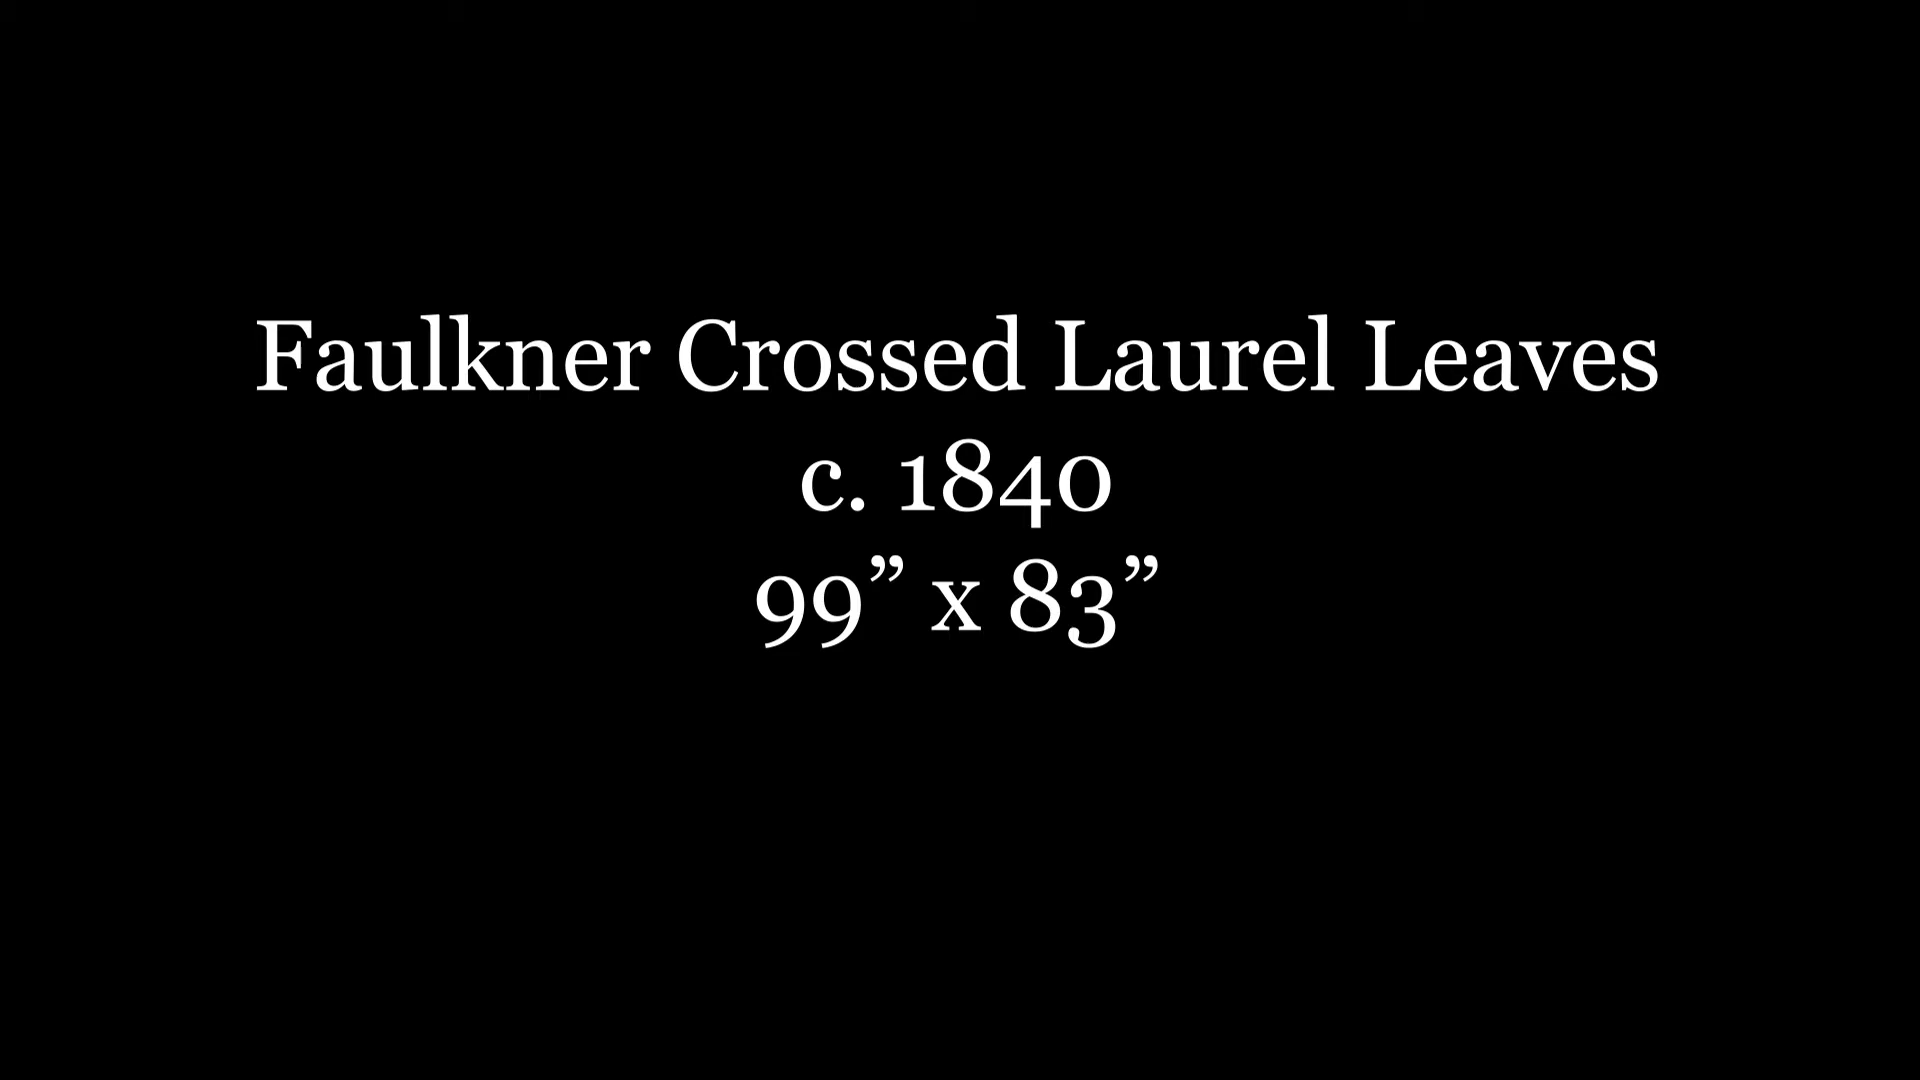 Faulkner Crossed Laurel Leaves
c. 1840
99” x 83”